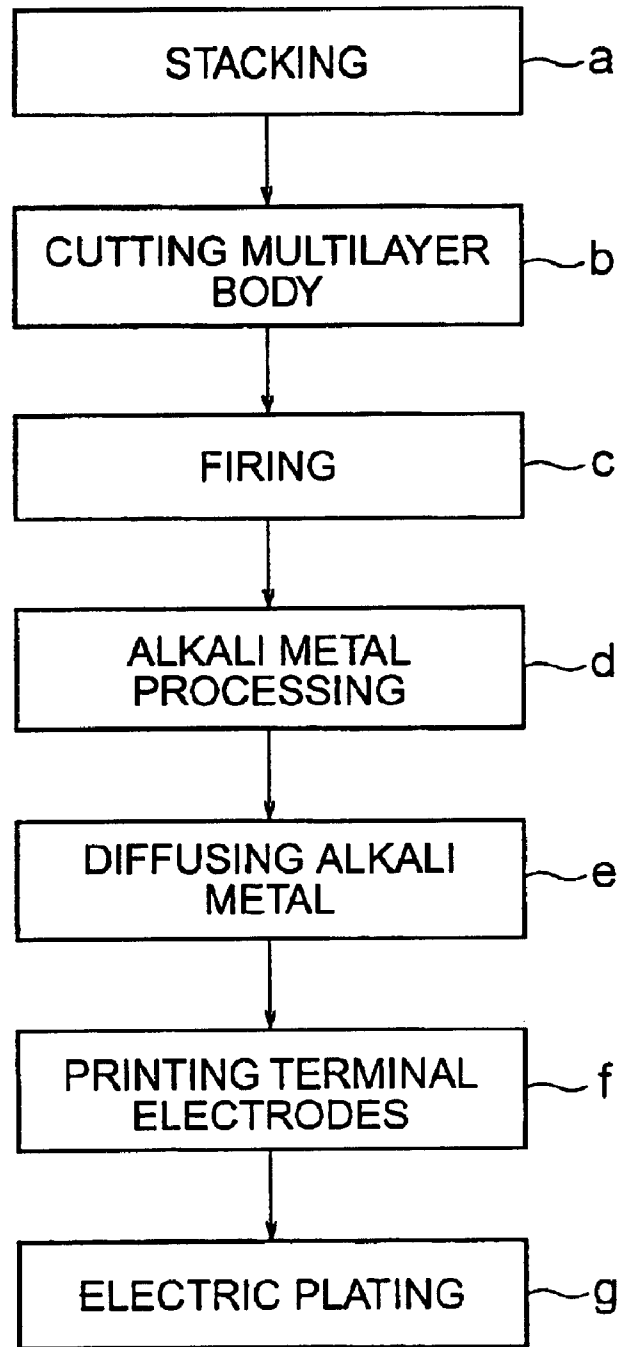 STACKING
a
CUTTING MULTILAYER
BODY
b
FIRING
c
ALKALI METAL
PROCESSING
d
DIFFUSING ALKALI
METAL
e
PRINTING TERMINAL
ELECTRODES
f
ELECTRIC PLATING
g